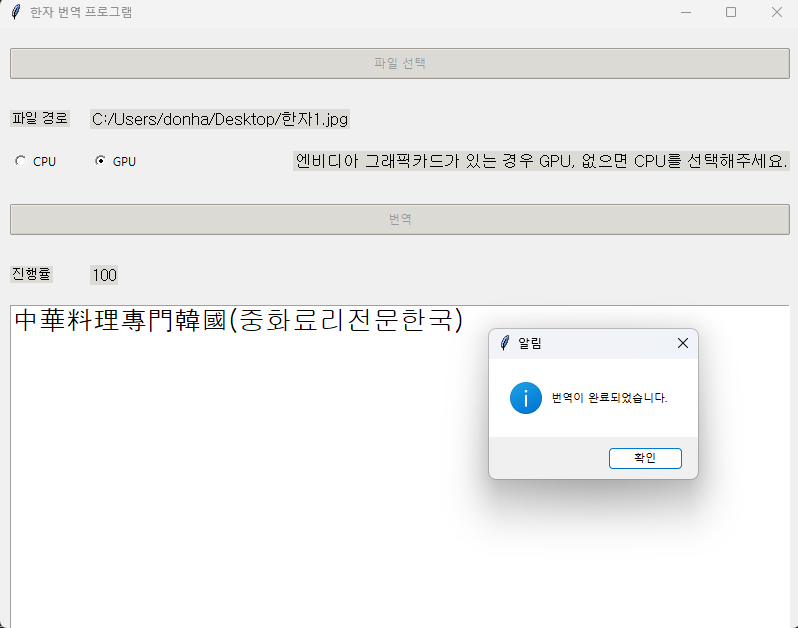 한자 번역 프로그램
파일 선택
파일 경로 C:/Users/donha/Desktop/한자1.jpg
CPU GPU 엔비디아 그래픽카드가 있는 경우 GPU, 없으면 CPU를 선택해주세요.
번역
진행률 100
中華料理專門韓國(중화료리전문한국)
알림
번역이 완료되었습니다.
확인